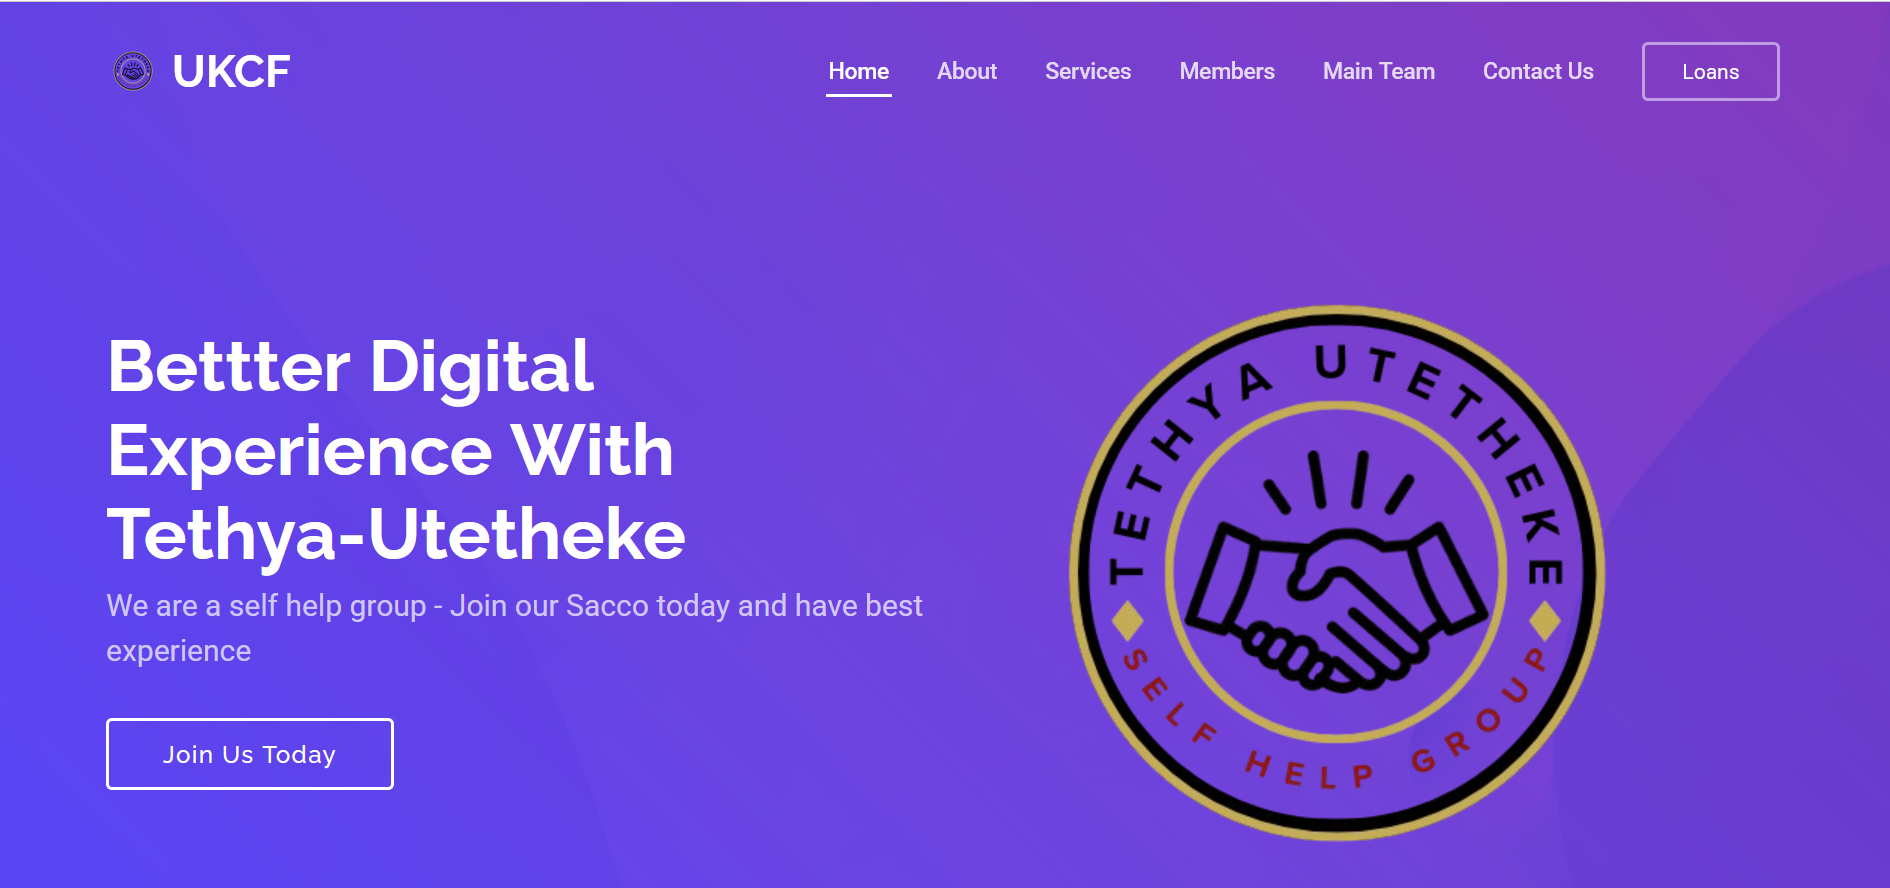 UKCF
Home About Services Members Main Team Contact Us Loans
Bettter Digital
Experience With
Tethya-Utetheke
We are a self help group - Join our Sacco today and have best
experience
Join Us Today
TETHYA UTETHEKE
SELF HELP GROUP